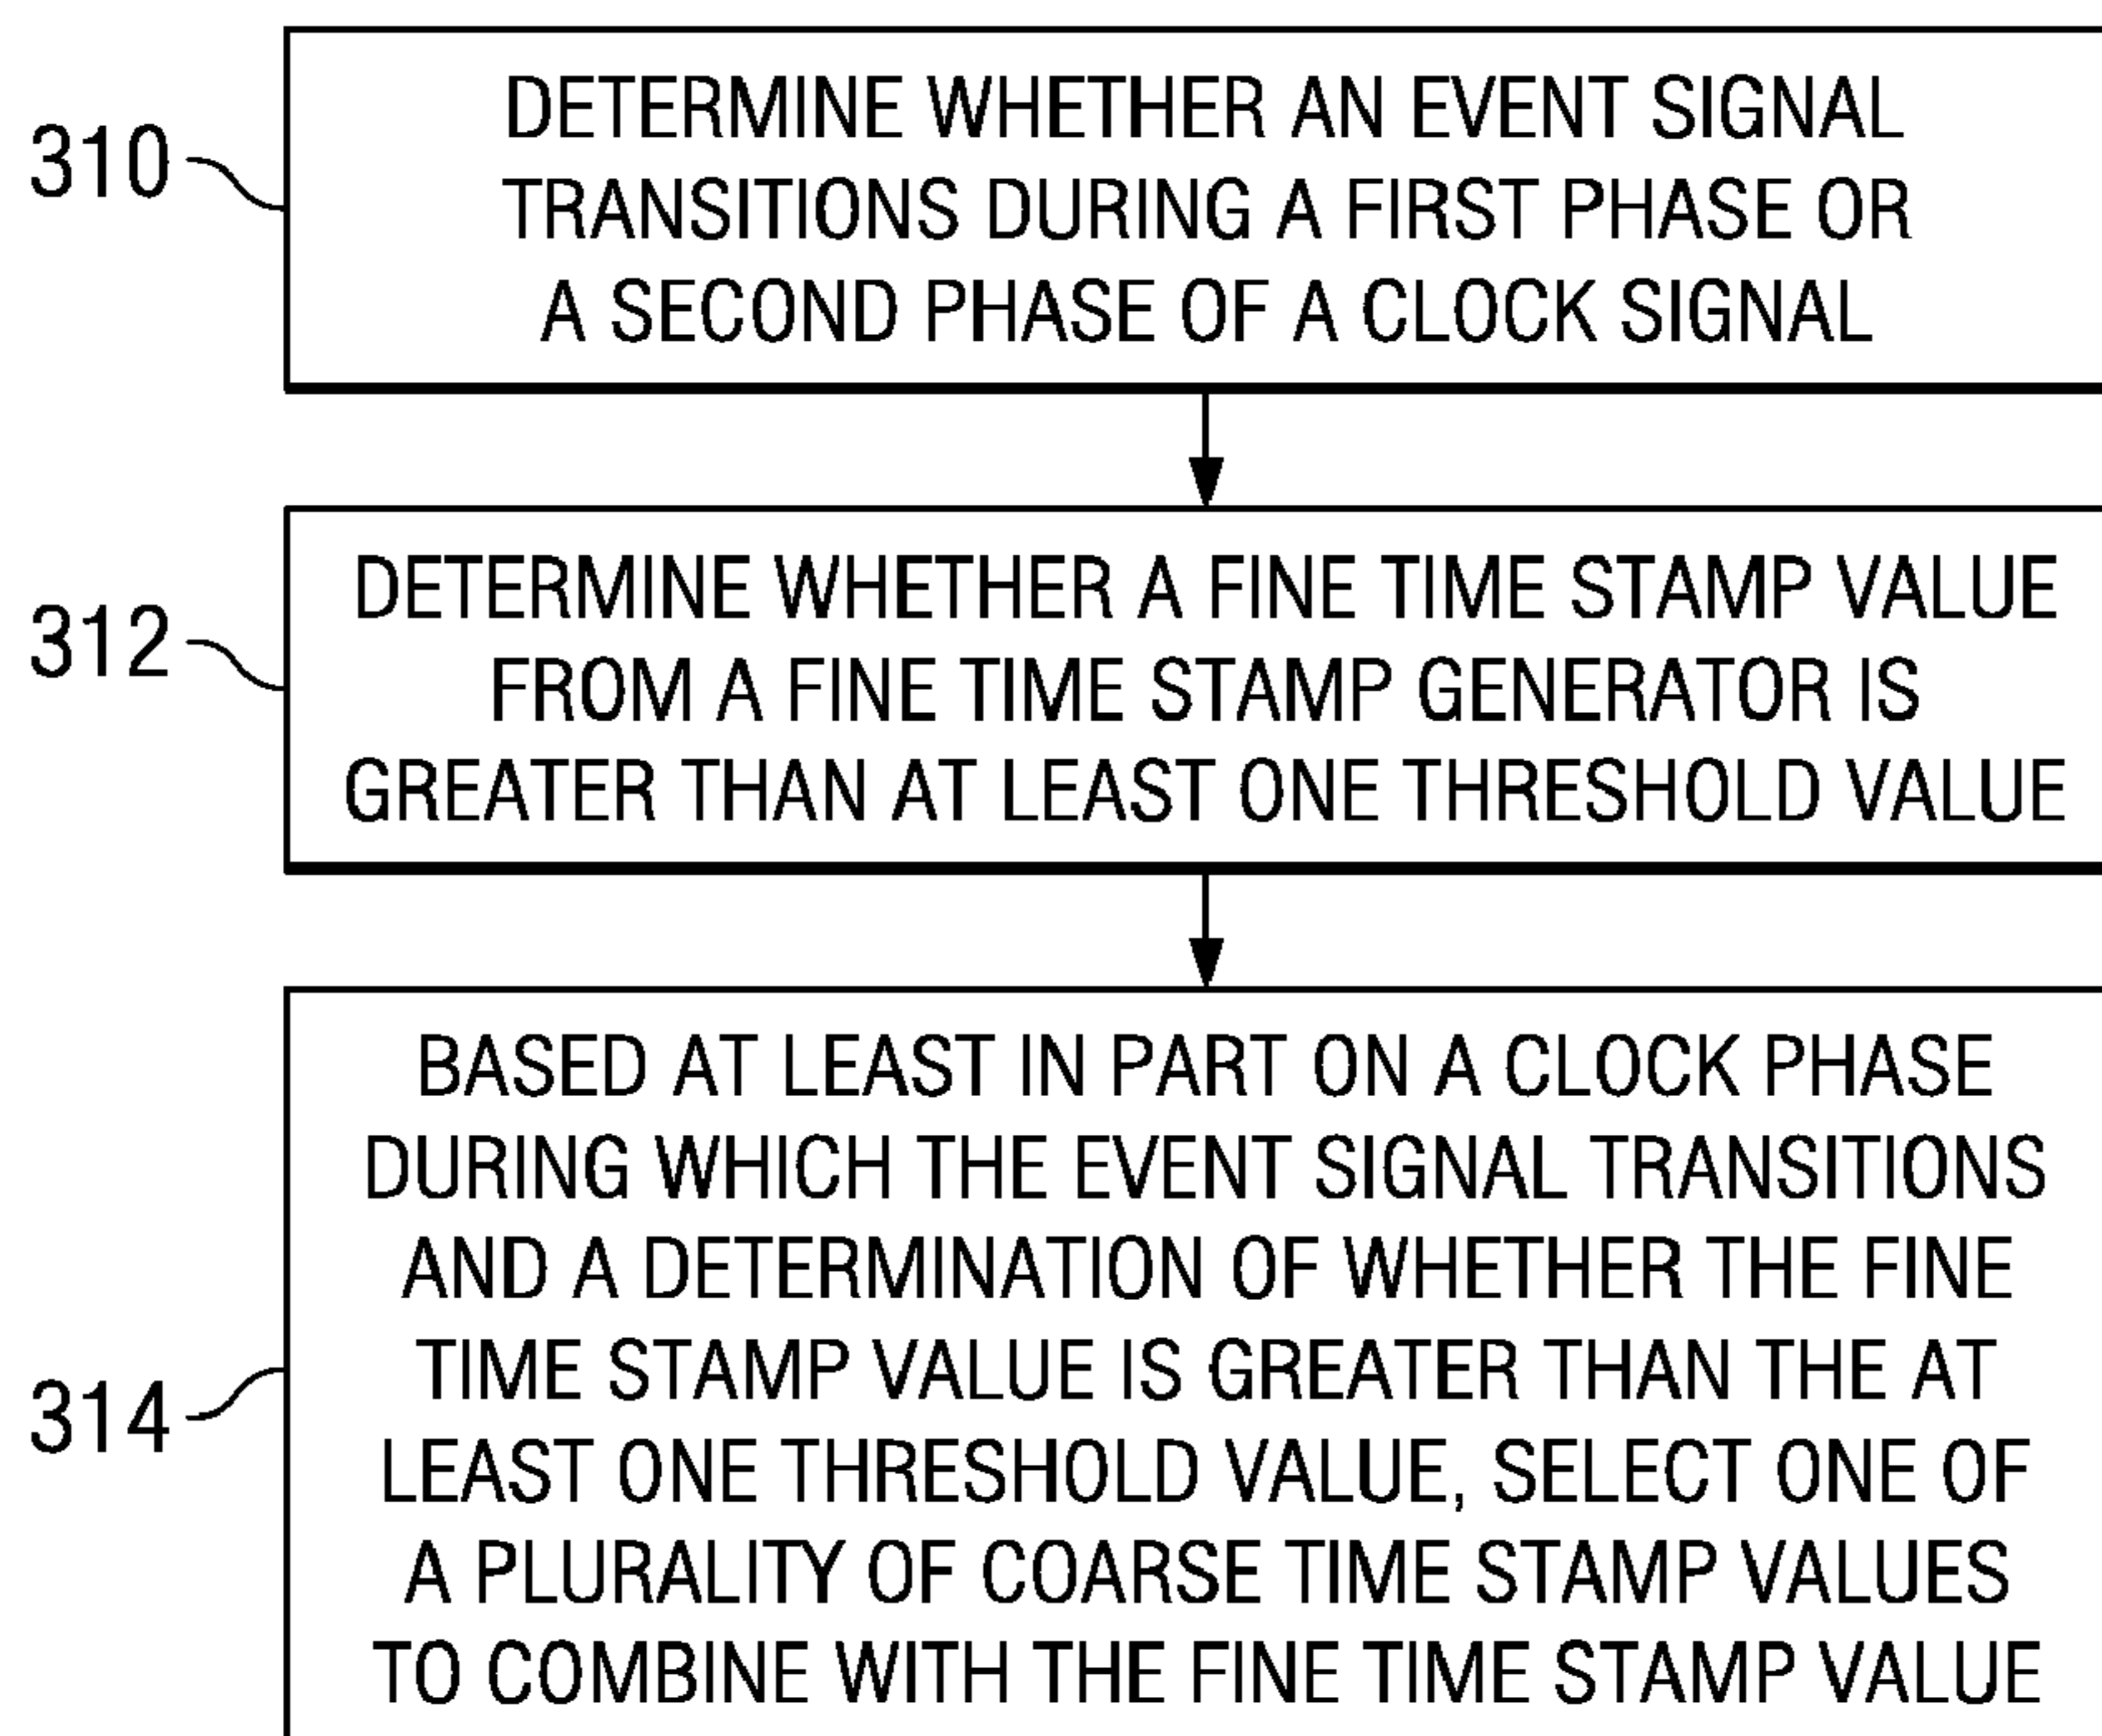 310
DETERMINE WHETHER AN EVENT SIGNAL
TRANSITIONS DURING A FIRST PHASE OR
A SECOND PHASE OF A CLOCK SIGNAL
312
DETERMINE WHETHER A FINE TIME STAMP VALUE
FROM A FINE TIME STAMP GENERATOR IS
GREATER THAN AT LEAST ONE THRESHOLD VALUE
314
BASED AT LEAST IN PART ON A CLOCK PHASE
DURING WHICH THE EVENT SIGNAL TRANSITIONS
AND A DETERMINATION OF WHETHER THE FINE
TIME STAMP VALUE IS GREATER THAN THE AT
LEAST ONE THRESHOLD VALUE, SELECT ONE OF
A PLURALITY OF COARSE TIME STAMP VALUES
TO COMBINE WITH THE FINE TIME STAMP VALUE